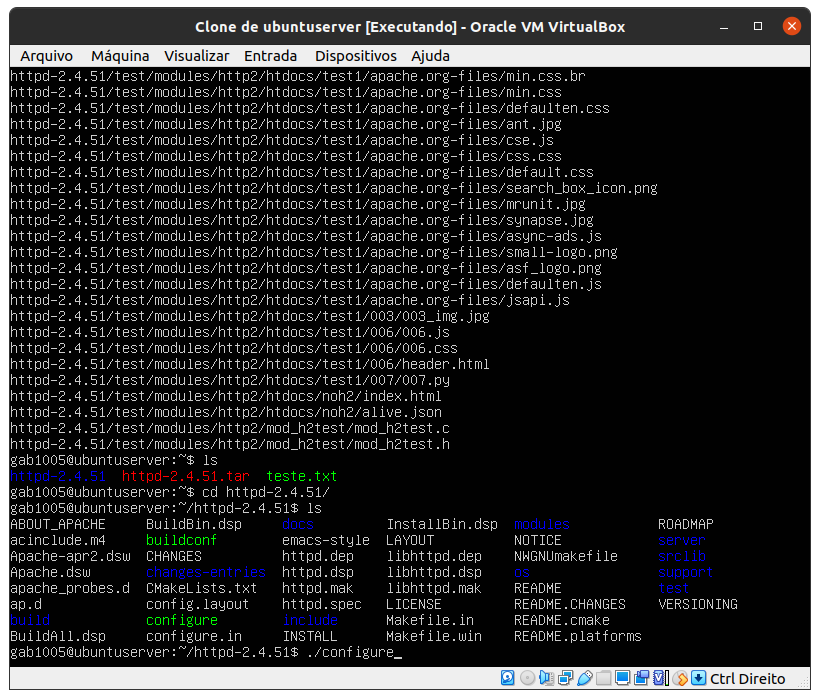 Clone de ubuntuserver [Executando] - Oracle VM VirtualBox
Arquivo Máquina Visualizar Entrada Dispositivos Ajuda
httpd-2.4.51/test/modules/http2/htdocs/test1/apache.org-files/min.css.br
httpd-2.4.51/test/modules/http2/htdocs/test1/apache.org-files/min.css
httpd-2.4.51/test/modules/http2/htdocs/test1/apache.org-files/defaulten.css
httpd-2.4.51/test/modules/http2/htdocs/test1/apache.org-files/ant.jpg
httpd-2.4.51/test/modules/http2/htdocs/test1/apache.org-files/cse.js
httpd-2.4.51/test/modules/http2/htdocs/test1/apache.org-files/css.css
httpd-2.4.51/test/modules/http2/htdocs/test1/apache.org-files/default.css
httpd-2.4.51/test/modules/http2/htdocs/test1/apache.org-files/search_box_icon.png
httpd-2.4.51/test/modules/http2/htdocs/test1/apache.org-files/mrunit.jpg
httpd-2.4.51/test/modules/http2/htdocs/test1/apache.org-files/synapse.jpg
httpd-2.4.51/test/modules/http2/htdocs/test1/apache.org-files/async-ads.js
httpd-2.4.51/test/modules/http2/htdocs/test1/apache.org-files/small-logo.png
httpd-2.4.51/test/modules/http2/htdocs/test1/apache.org-files/asf_logo.png
httpd-2.4.51/test/modules/http2/htdocs/test1/apache.org-files/defaulten.js
httpd-2.4.51/test/modules/http2/htdocs/test1/apache.org-files/jsapi.js
httpd-2.4.51/test/modules/http2/htdocs/test1/003/003_img.jpg
httpd-2.4.51/test/modules/http2/htdocs/test1/006/006.js
httpd-2.4.51/test/modules/http2/htdocs/test1/006/006.css
httpd-2.4.51/test/modules/http2/htdocs/test1/006/header.html
httpd-2.4.51/test/modules/http2/htdocs/test1/007/007.py
httpd-2.4.51/test/modules/http2/htdocs/noh2/index.html
httpd-2.4.51/test/modules/http2/htdocs/noh2/alive.json
httpd-2.4.51/test/modules/http2/mod_h2test/mod_h2test.c
httpd-2.4.51/test/modules/http2/mod_h2test/mod_h2test.h
gab1005@ubuntuserver:~$ ls
httpd-2.4.51 httpd-2.4.51.tar teste.txt
gab1005@ubuntuserver:~$ cd httpd-2.4.51/
gab1005@ubuntuserver:~/httpd-2.4.51$ ls
ABOUT_APACHE BuildBin.dsp docs InstallBin.dsp modules ROADMAP
acinclude.m4 buildconf emacs-style LAYOUT NOTICE server
Apache-apr2.dsw CHANGES httpd.dep libhttpd.dep NWGNUmakefile srclib
Apache.dsw changes-entries httpd.dsp libhttpd.dsp os support
apache_probes.d CMakeLists.txt httpd.mak libhttpd.mak README test
ap.d config.layout httpd.spec LICENSE README.CHANGES VERSIONING
build configure include Makefile.in README.cmake
BuildAll.dsp configure.in INSTALL Makefile.win README.platforms
gab1005@ubuntuserver:~/httpd-2.4.51$ ./configure_
Ctrl Direito